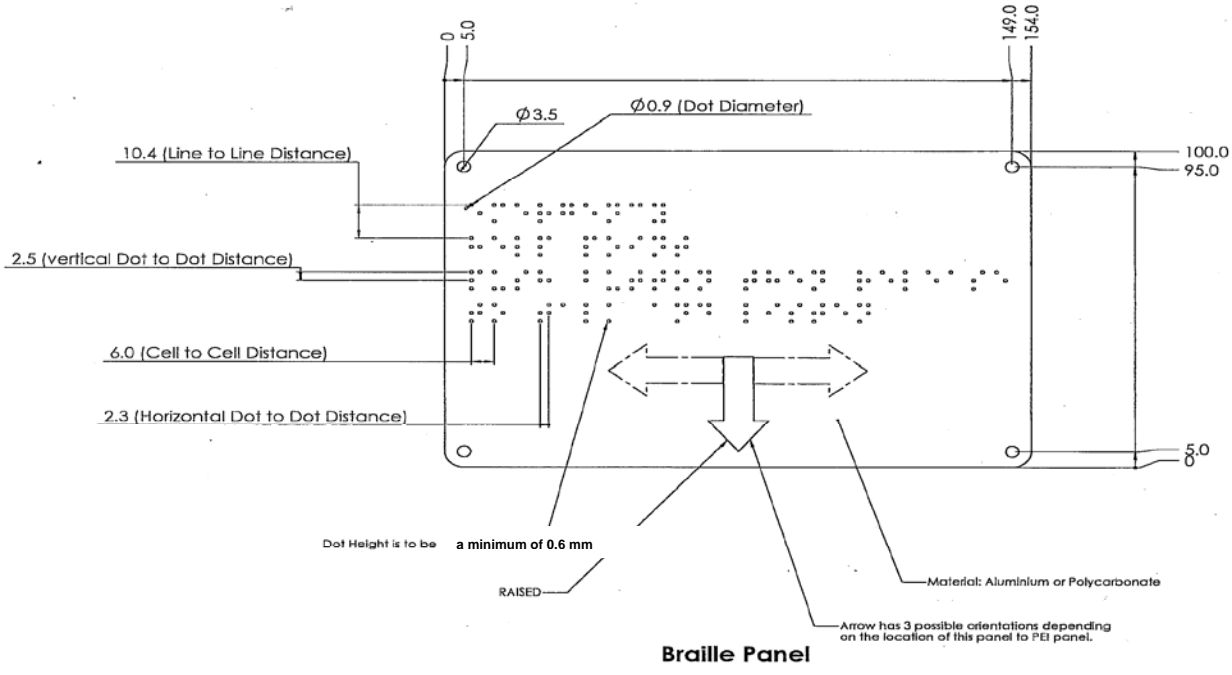 0
5.0
149.0
154.0
Ø0.9 (Dot Diameter)
Ø3.5
10.4 (Line to Line Distance)
100.0
95.0
2.5 (vertical Dot to Dot Distance)
6.0 (Cell to Cell Distance)
2.3 (Horizontal Dot to Dot Distance)
5.0
0
Dot Height is to be a minimum of 0.6 mm
RAISED
Material: Aluminium or Polycarbonate
Arrow has 3 possible orientations depending
on the location of this panel to PEI panel.
Braille Panel